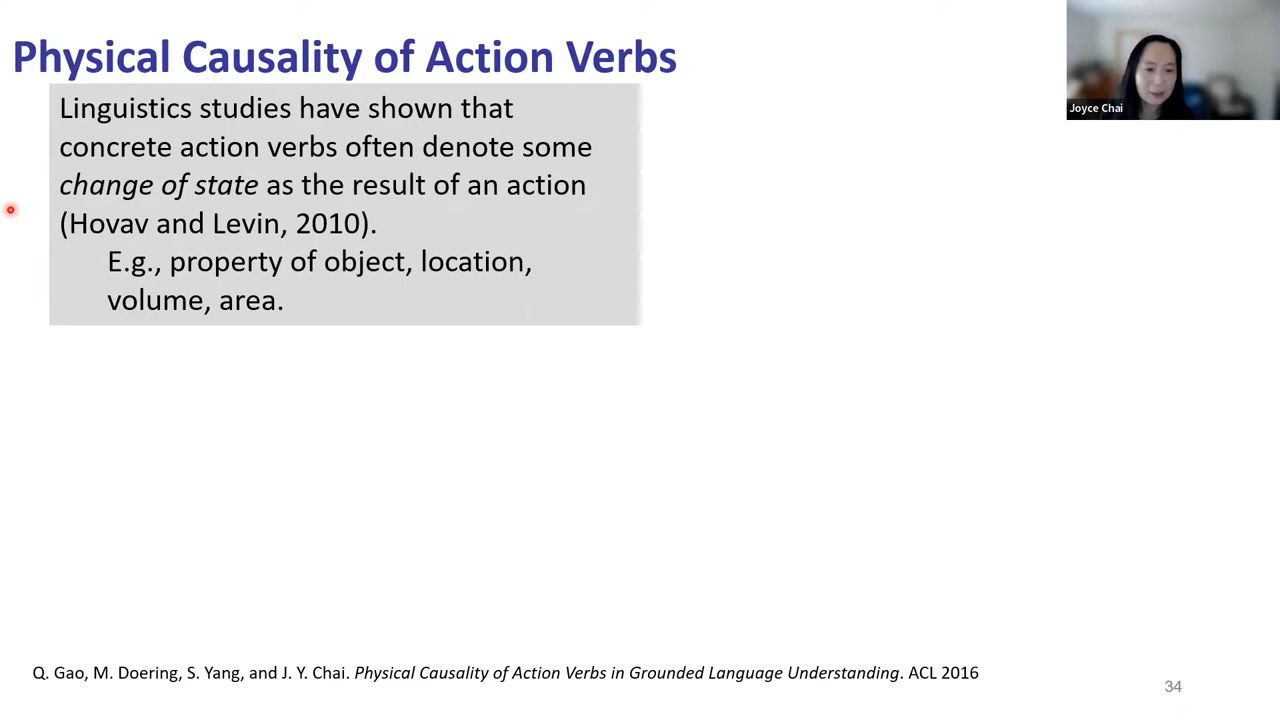 Physical Causality of Action Verbs
Joyce Chai
Linguistics studies have shown that
concrete action verbs often denote some
change of state as the result of an action
(Hovav and Levin, 2010).
E.g., property of object, location,
volume, area.
Q. Gao, M. Doering, S. Yang, and J. Y. Chai. Physical Causality of Action Verbs in Grounded Language Understanding. ACL 2016
34